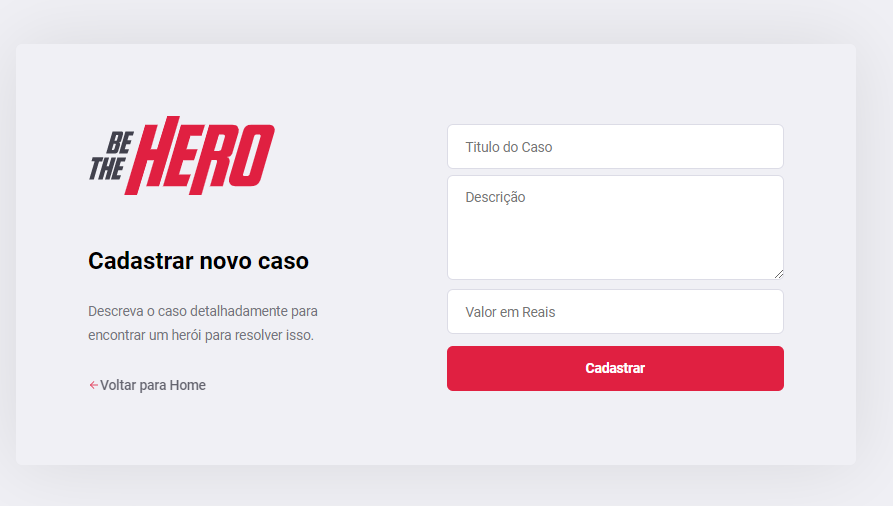 BE
THE HERO
Cadastrar novo caso
Descreva o caso detalhadamente para
encontrar um herói para resolver isso.
Voltar para Home
Titulo do Caso
Descrição
Valor em Reais
Cadastrar